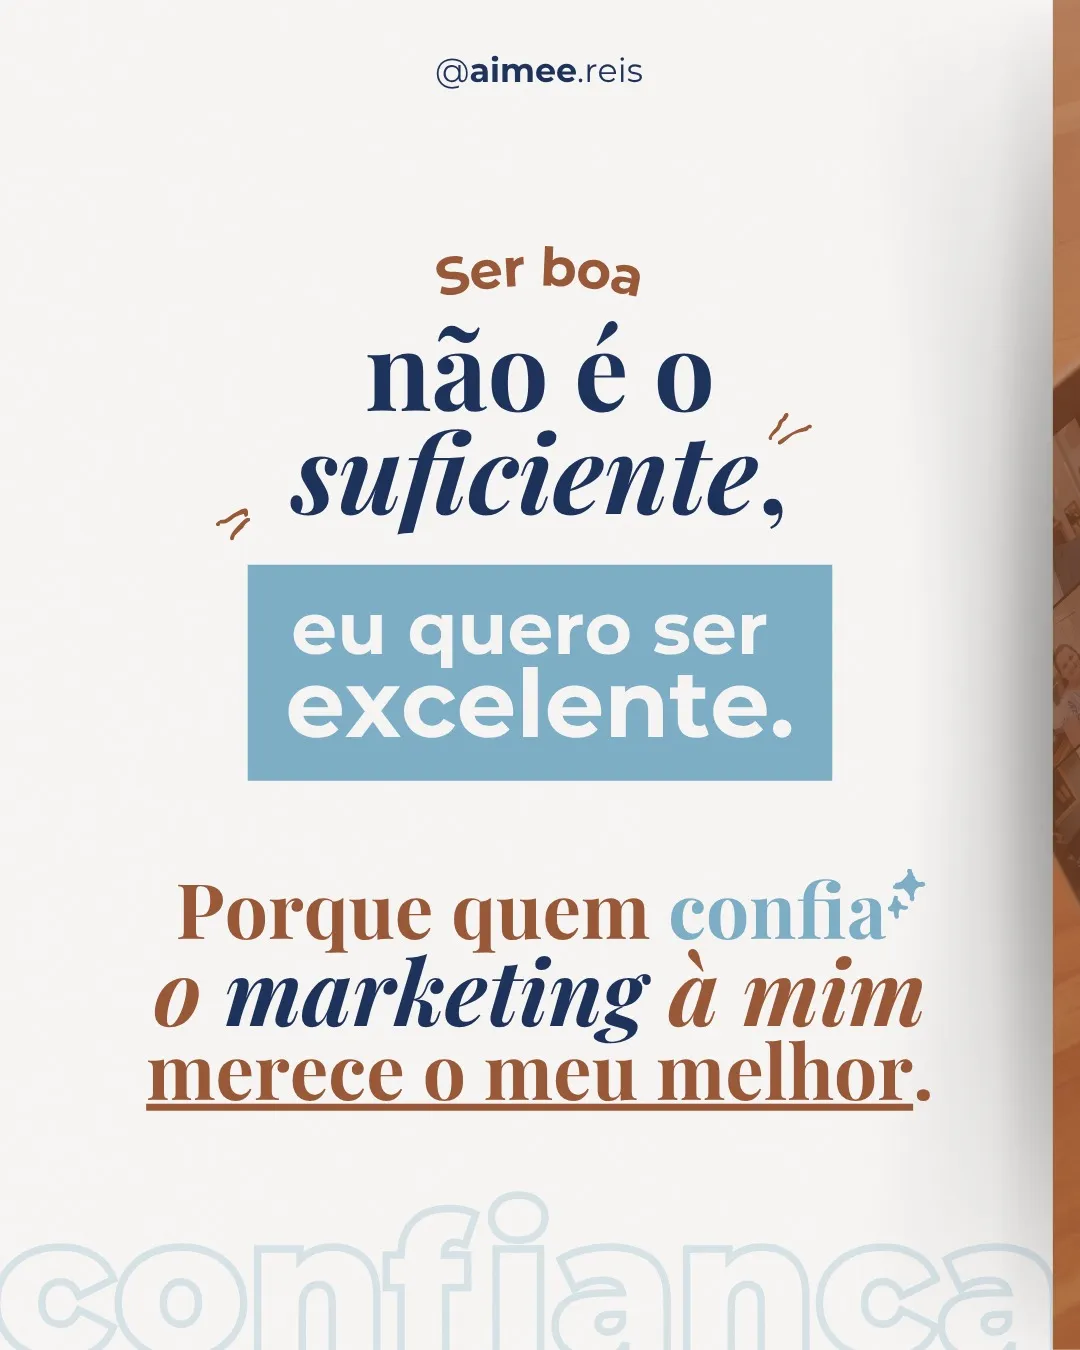 @aimee.reis
Ser boa
não é o
suficiente,
eu quero ser
excelente.
Porque quem confia
o marketing à mim
merece o meu melhor.
confiança